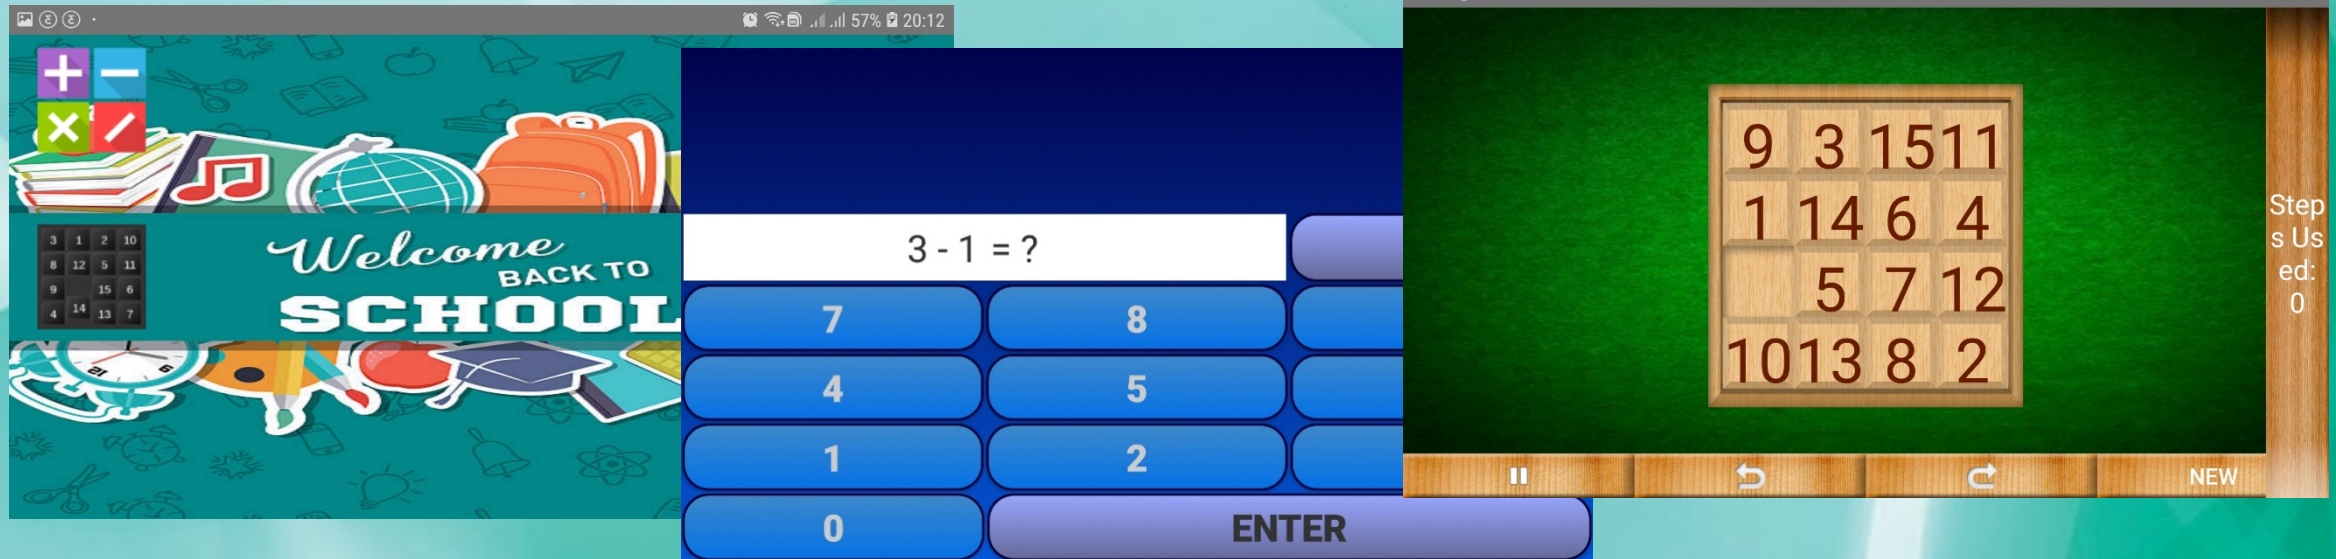 57% 20:12
3 1 2 10
8 12 5 11
9 15 6
4 14 13 7
Welcome
BACK TO
SCHOOL
3 - 1 = ?
7 8
4 5
1 2
0 ENTER
9 3 15 11
1 14 6 4
5 7 12
10 13 8 2
Step
s Us
ed:
0
NEW